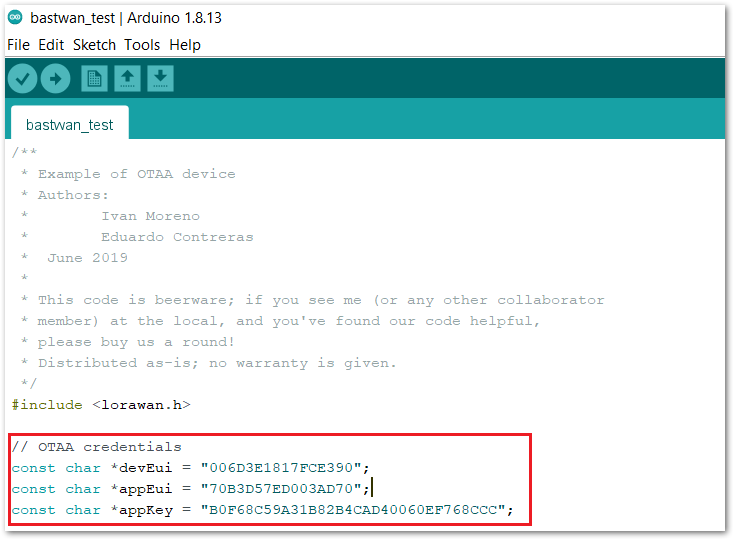 bastwan_test | Arduino 1.8.13
File Edit Sketch Tools Help
bastwan_test
/**
 * Example of OTAA device
 * Authors:
 *        Ivan Moreno
 *        Eduardo Contreras
 *  June 2019
 *
 * This code is beerware; if you see me (or any other collaborator
 * member) at the local, and you've found our code helpful,
 * please buy us a round!
 * Distributed as-is; no warranty is given.
 */
#include <lorawan.h>
// OTAA credentials
const char *devEui = "006D3E1817FCE390";
const char *appEui = "70B3D57ED003AD70";
const char *appKey = "B0F68C59A31B82B4CAD40060EF768CCC";